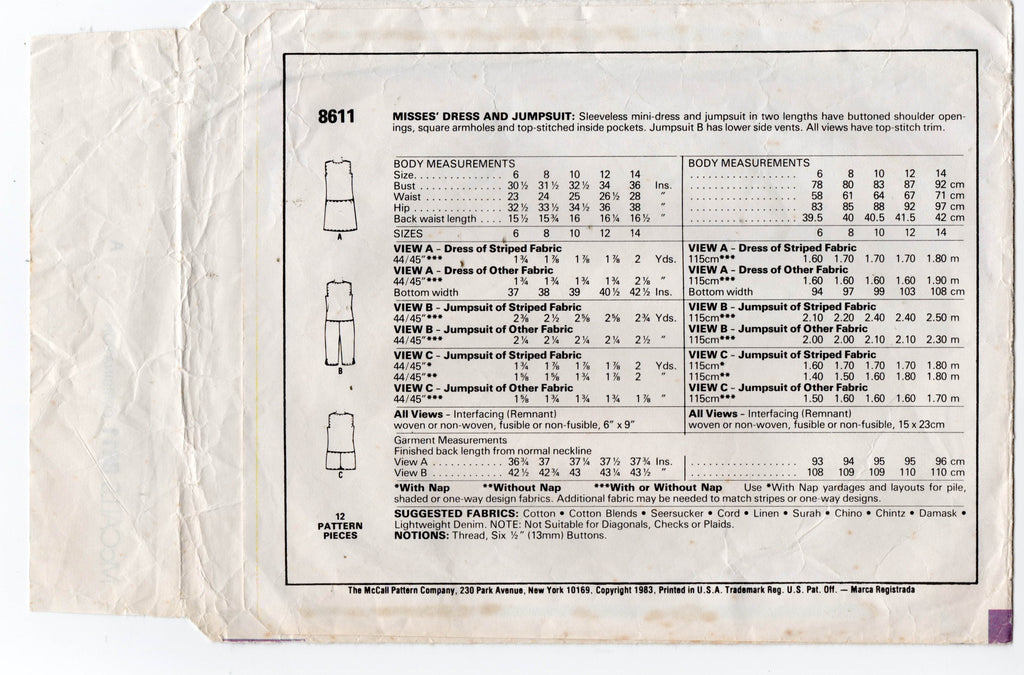 8611
MISSES' DRESS AND JUMPSUIT: Sleeveless mini-dress and jumpsuit in two lengths have buttoned shoulder open-
ings, square armholes and top-stitched inside pockets. Jumpsuit B has lower side vents. All views have top-stitch trim.
A
B
C
12
PATTERN
PIECES
BODY MEASUREMENTS
Size............. 6 8 10 12 14
Bust ............ 30½ 31½ 32½ 34 36 Ins.
Waist ........... 23 24 25 26½ 28 "
Hip ............. 32½ 33½ 34½ 36 38 "
Back waist length .... 15½ 15¾ 16 16¼ 16½ "
SIZES 6 8 10 12 14
VIEW A - Dress of Striped Fabric
44/45"*** 1¾ 1⅞ 1⅞ 1⅞ 2 Yds.
VIEW A - Dress of Other Fabric
44/45"*** 1¾ 1¾ 1¾ 1¾ 2⅛ "
Bottom width 37 38 39 40½ 42½ Ins.
VIEW B - Jumpsuit of Striped Fabric
44/45"*** 2⅜ 2½ 2⅝ 2⅝ 2¾ Yds.
VIEW B - Jumpsuit of Other Fabric
44/45"*** 2¼ 2¼ 2¼ 2¼ 2½ "
VIEW C - Jumpsuit of Striped Fabric
44/45"* 1¾ 1⅞ 1⅞ 1⅞ 2 Yds.
44/45"** 1⅝ 1⅝ 1¾ 1⅞ 2 "
VIEW C - Jumpsuit of Other Fabric
44/45"*** 1⅝ 1¾ 1¾ 1¾ 1⅞ "
All Views - Interfacing (Remnant)
woven or non-woven, fusible or non-fusible, 6" x 9"
Garment Measurements
Finished back length from normal neckline
View A ............. 36¾ 37 37¼ 37½ 37¾ Ins.
View B ............. 42½ 42¾ 43 43¼ 43½ "
BODY MEASUREMENTS
6 8 10 12 14
78 80 83 87 92 cm
58 61 64 67 71 cm
83 85 88 92 97 cm
39.5 40 40.5 41.5 42 cm
6 8 10 12 14
VIEW A - Dress of Striped Fabric
115cm*** 1.60 1.70 1.70 1.70 1.80 m
VIEW A - Dress of Other Fabric
115cm*** 1.60 1.60 1.60 1.60 1.90 m
Bottom width 94 97 99 103 108 cm
VIEW B - Jumpsuit of Striped Fabric
115cm*** 2.10 2.20 2.40 2.40 2.50 m
VIEW B - Jumpsuit of Other Fabric
115cm*** 2.00 2.00 2.10 2.10 2.30 m
VIEW C - Jumpsuit of Striped Fabric
115cm* 1.60 1.70 1.70 1.70 1.80 m
115cm** 1.40 1.50 1.60 1.80 1.80 m
VIEW C - Jumpsuit of Other Fabric
115cm*** 1.50 1.60 1.60 1.60 1.70 m
All Views - Interfacing (Remnant)
woven or non-woven, fusible or non-fusible, 15 x 23cm
93 94 95 95 96 cm
108 109 109 110 110 cm
*With Nap **Without Nap ***With or Without Nap Use *With Nap yardages and layouts for pile,
shaded or one-way design fabrics. Additional fabric may be needed to match stripes or one-way designs.
SUGGESTED FABRICS: Cotton • Cotton Blends • Seersucker • Cord • Linen • Surah • Chino • Chintz • Damask •
Lightweight Denim. NOTE: Not Suitable for Diagonals, Checks or Plaids.
NOTIONS: Thread, Six ½" (13mm) Buttons.
The McCall Pattern Company, 230 Park Avenue, New York 10169, Copyright 1983, Printed in U.S.A. Trademark Reg. U.S. Pat. Off. — Marca Registrada